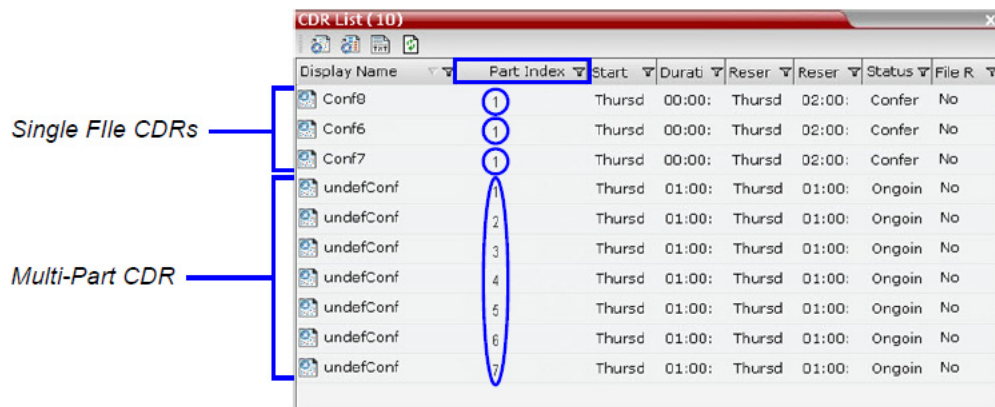 CDR List (10)
Display Name Part Index Start Durati Reser Reser Status File R
Conf8 1 Thursd 00:00: Thursd 02:00: Confer No
Single FIle CDRs
Conf6 1 Thursd 00:00: Thursd 02:00: Confer No
Conf7 1 Thursd 00:00: Thursd 02:00: Confer No
undefConf 1 Thursd 01:00: Thursd 01:00: Ongoin No
undefConf 2 Thursd 01:00: Thursd 01:00: Ongoin No
undefConf 3 Thursd 01:00: Thursd 01:00: Ongoin No
Multi-Part CDR
undefConf 4 Thursd 01:00: Thursd 01:00: Ongoin No
undefConf 5 Thursd 01:00: Thursd 01:00: Ongoin No
undefConf 6 Thursd 01:00: Thursd 01:00: Ongoin No
undefConf 7 Thursd 01:00: Thursd 01:00: Ongoin No